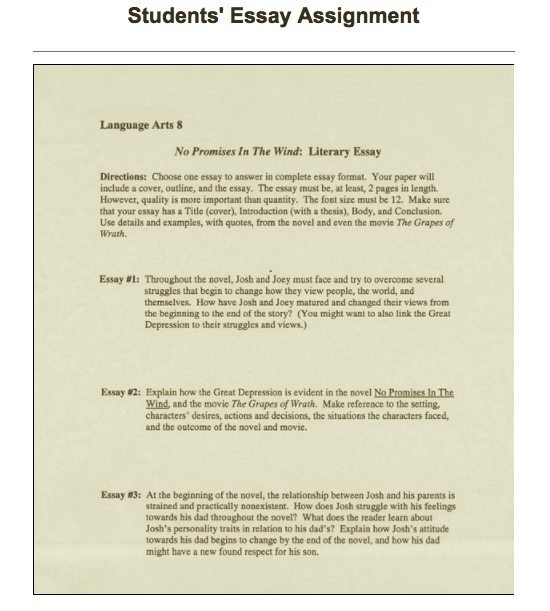 Students' Essay Assignment
Language Arts 8
No Promises In The Wind: Literary Essay
Directions: Choose one essay to answer in complete essay format. Your paper will
include a cover, outline, and the essay. The essay must be, at least, 2 pages in length.
However, quality is more important than quantity. The font size must be 12. Make sure
that your essay has a Title (cover), Introduction (with a thesis), Body, and Conclusion.
Use details and examples, with quotes, from the novel and even the movie The Grapes of
Wrath.
Essay #1: Throughout the novel, Josh and Joey must face and try to overcome several
struggles that begin to change how they view people, the world, and
themselves. How have Josh and Joey matured and changed their views from
the beginning to the end of the story? (You might want to also link the Great
Depression to their struggles and views.)
Essay #2: Explain how the Great Depression is evident in the novel No Promises In The
Wind, and the movie The Grapes of Wrath. Make reference to the setting,
characters' desires, actions and decisions, the situations the characters faced,
and the outcome of the novel and movie.
Essay #3: At the beginning of the novel, the relationship between Josh and his parents is
strained and practically nonexistent. How does Josh struggle with his feelings
towards his dad throughout the novel? What does the reader learn about
Josh's personality traits in relation to his dad's? Explain how Josh's attitude
towards his dad begins to change by the end of the novel, and how his dad
might have a new found respect for his son.